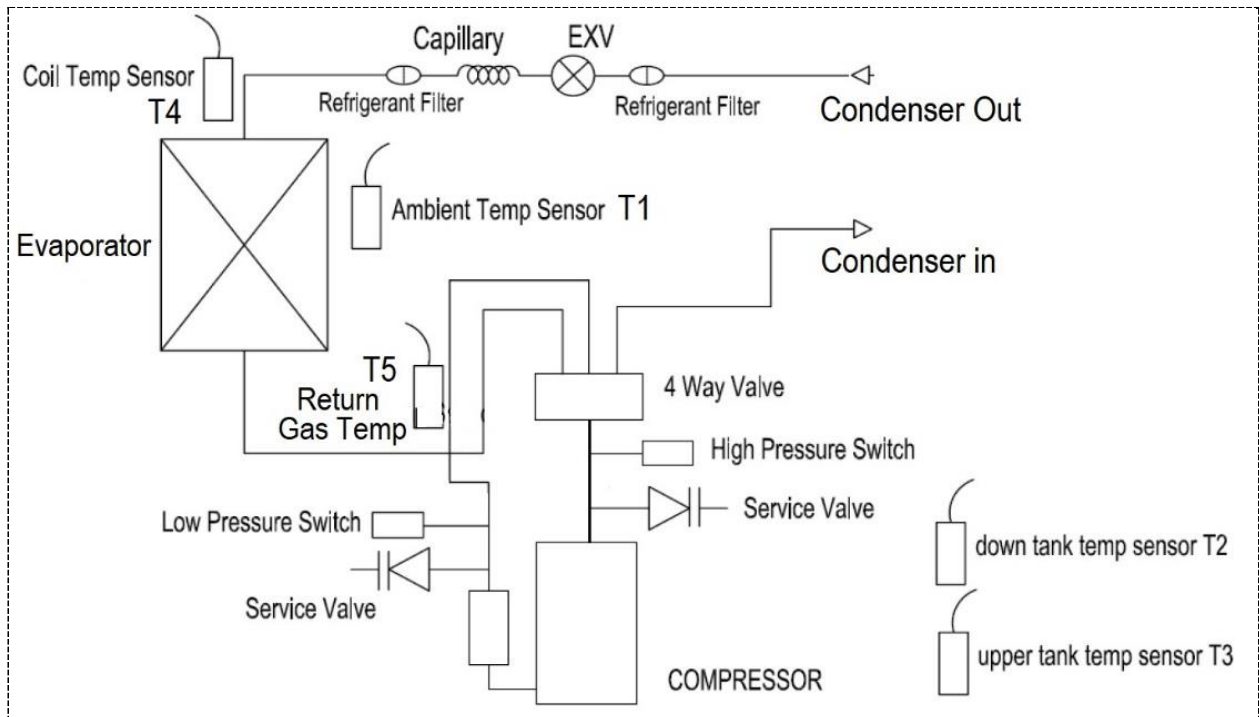 Capillary
EXV
Coil Temp Sensor
T4
Refrigerant Filter
Refrigerant Filter
Condenser Out
Ambient Temp Sensor T1
Evaporator
Condenser in
T5
Return
Gas Temp
4 Way Valve
High Pressure Switch
Low Pressure Switch
Service Valve
Service Valve
down tank temp sensor T2
upper tank temp sensor T3
COMPRESSOR